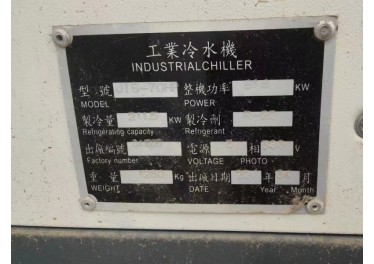 工業冷水機
INDUSTRIALCHILLER
型號 整機功率 KW
MODEL POWER
製冷量 KW 製冷劑
Refrigérating capacity Refrigerant
出廠編號 電源 相 V
Factory number VOLTAGE PHOTO
重量 Kg 出廠日期 年 月
WEIGHT DATE Year Month